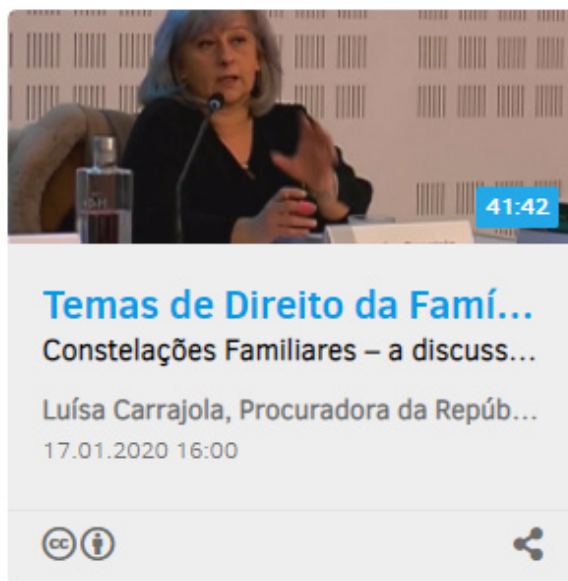 41:42
Temas de Direito da Famí...
Constelações Familiares – a discuss...
Luísa Carrajola, Procuradora da Repúb...
17.01.2020 16:00
cc